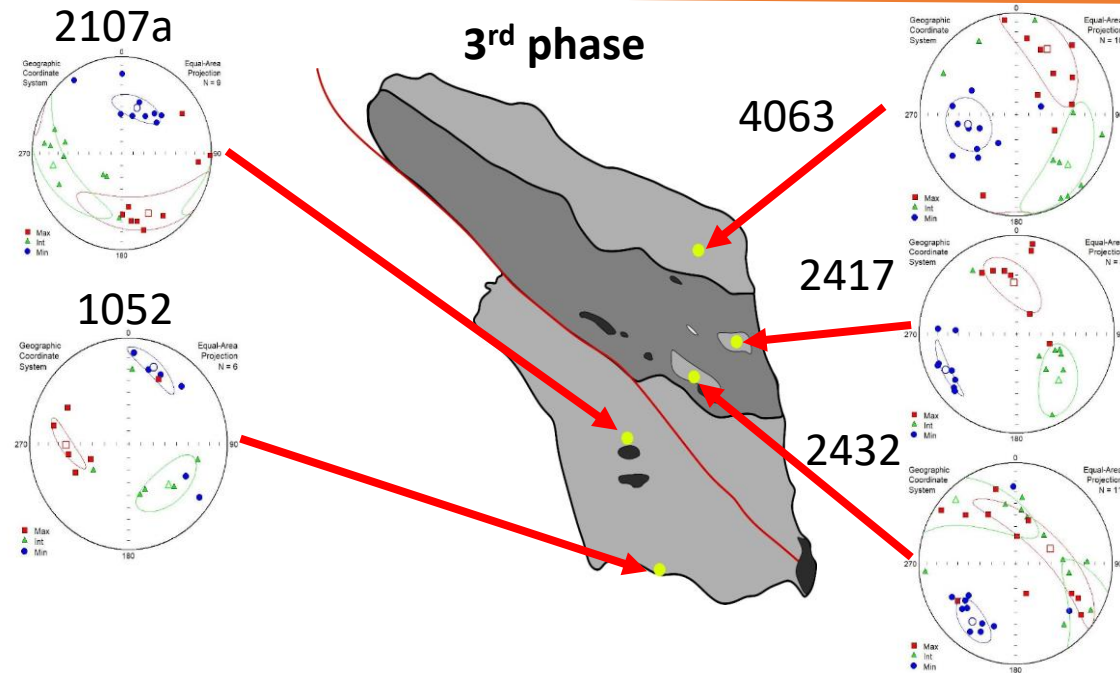 3rd phase
2107a
0
Geographic
Coordinate
System
Equal-Area
Projection
N = 9
270
90
Max
Int
Min
180
1052
0
Geographic
Coordinate
System
Equal-Area
Projection
N = 6
270
90
Max
Int
Min
180
4063
0
Geographic
Coordinate
System
Equal-Area
Projection
270
90
Max
Int
Min
180
2417
0
Geographic
Coordinate
System
Equal-Area
Projection
270
Max
Int
Min
180
2432
0
Geographic
Coordinate
System
Equal-Area
Projection
270
Max
Int
Min
180